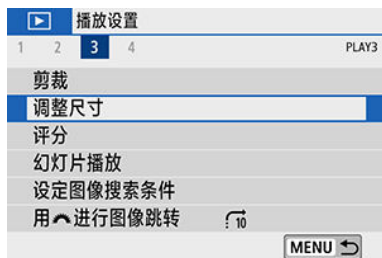 播放设置
1 2 3 4 PLAY3
剪裁
调整尺寸
评分
幻灯片播放
设定图像搜索条件
用进行图像跳转 10
MENU